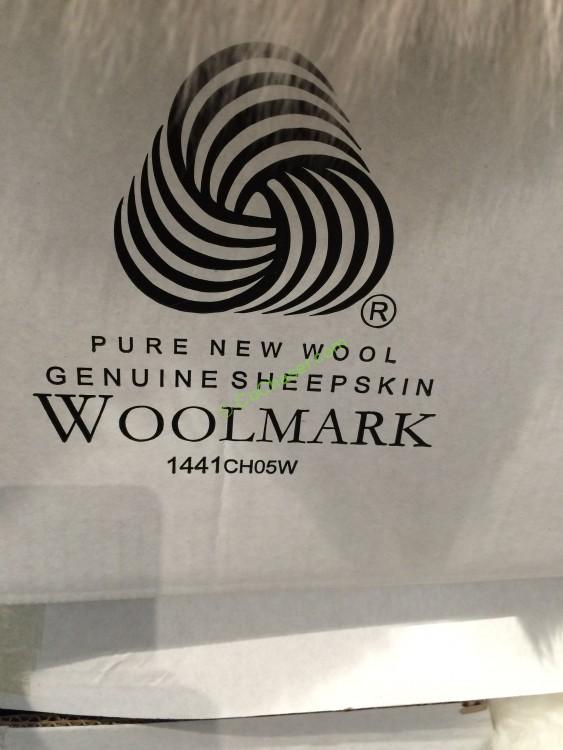 ®
PURE NEW WOOL
GENUINE SHEEPSKIN
WOOLMARK
1441CH05W